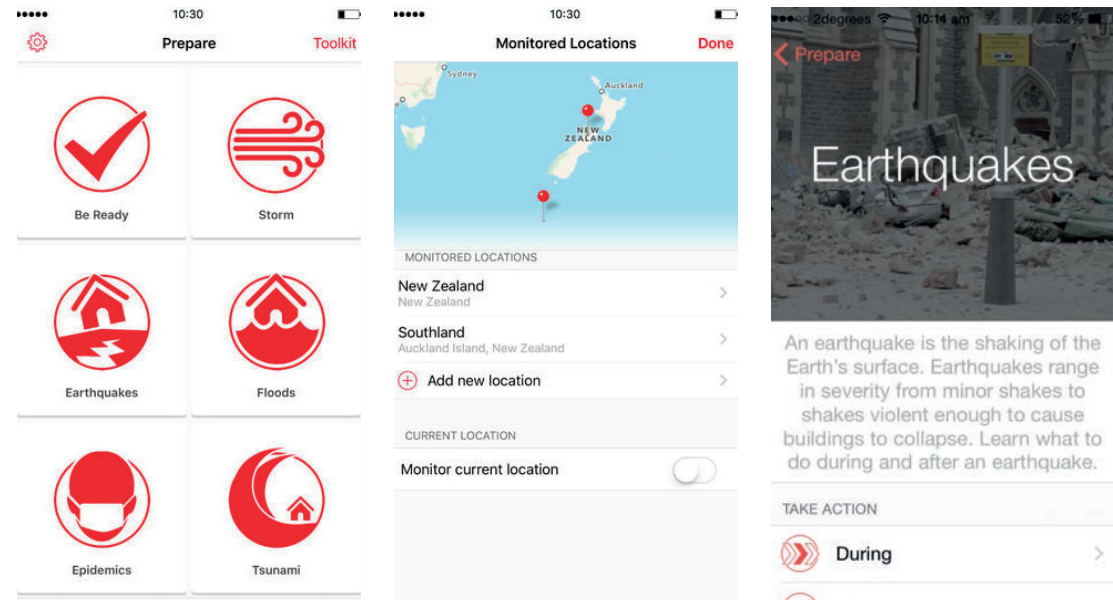 10:30
Prepare
Toolkit
Be Ready
Storm
Earthquakes
Floods
Epidemics
Tsunami
10:30
Monitored Locations
Done
Sydney
Auckland
NEW
ZEALAND
MONITORED LOCATIONS
New Zealand
New Zealand
Southland
Auckland Island, New Zealand
Add new location
CURRENT LOCATION
Monitor current location
2degrees 10:14 am 52%
Prepare
Earthquakes
An earthquake is the shaking of the
Earth's surface. Earthquakes range
in severity from minor shakes to
shakes violent enough to cause
buildings to collapse. Learn what to
do during and after an earthquake.
TAKE ACTION
During